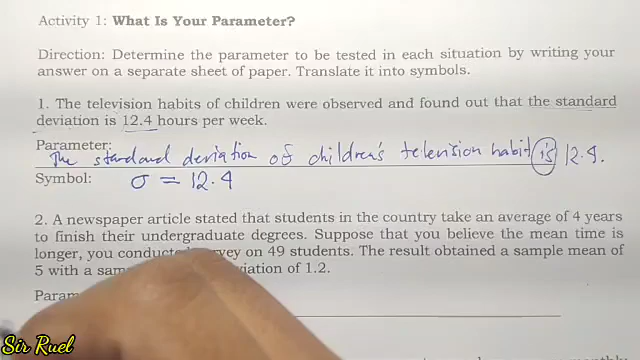 Activity 1: What Is Your Parameter?
Direction: Determine the parameter to be tested in each situation by writing your
answer on a separate sheet of paper. Translate it into symbols.
1. The television habits of children were observed and found out that the standard
deviation is 12.4 hours per week.
Parameter:
The standard deviation of children's television habit is 12.4.
Symbol: σ = 12.4
2. A newspaper article stated that students in the country take an average of 4 years
to finish their undergraduate degrees. Suppose that you believe the mean time is
longer, you conducted survey on 49 students. The result obtained a sample mean of
5 with a of 1.2.
Sir Ruel